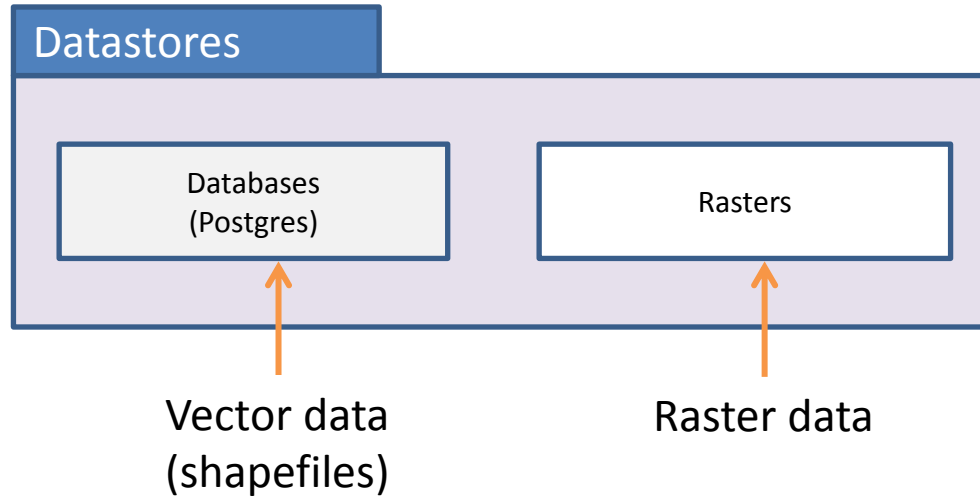 Datastores
Databases
(Postgres)
Rasters
Vector data
(shapefiles)
Raster data